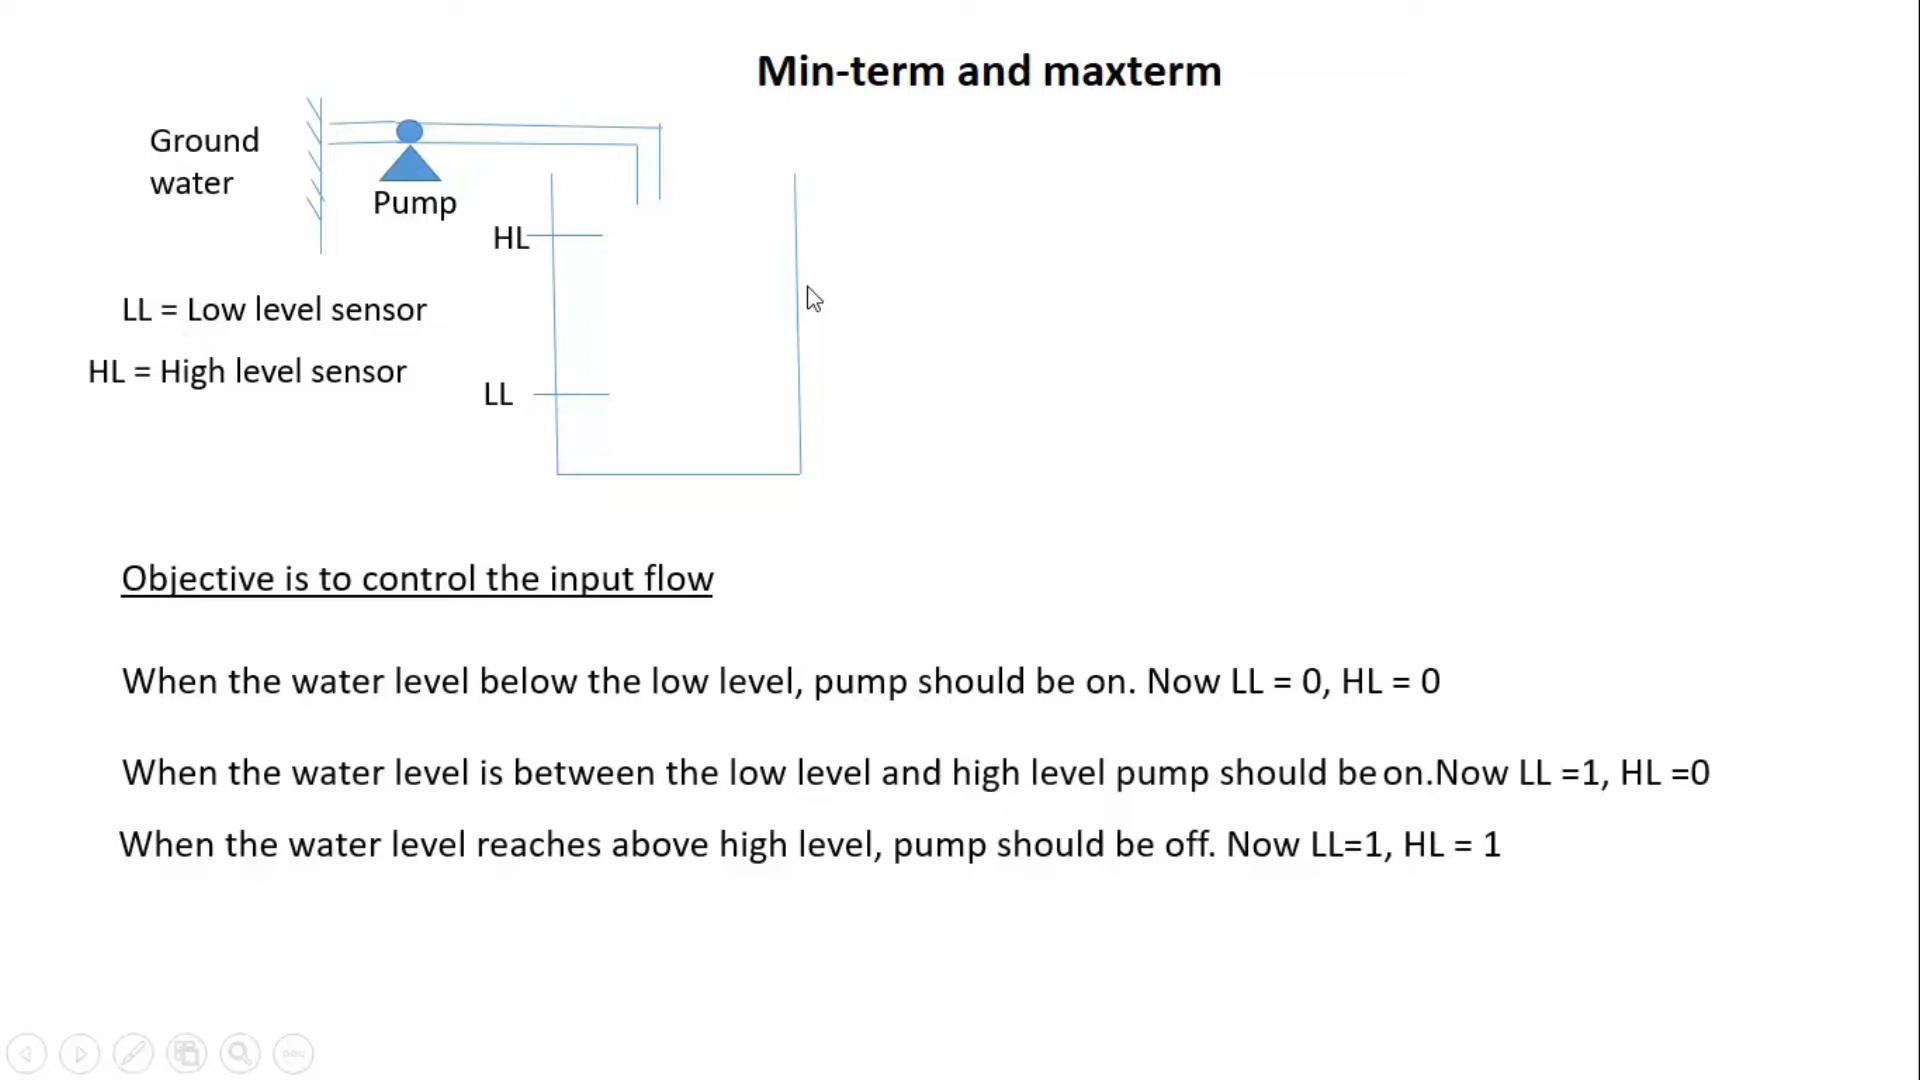 Min-term and maxterm
Ground
water
Pump
HL
LL = Low level sensor
HL = High level sensor
LL
Objective is to control the input flow
When the water level below the low level, pump should be on. Now LL = 0, HL = 0
When the water level is between the low level and high level pump should be on.Now LL =1, HL =0
When the water level reaches above high level, pump should be off. Now LL=1, HL = 1